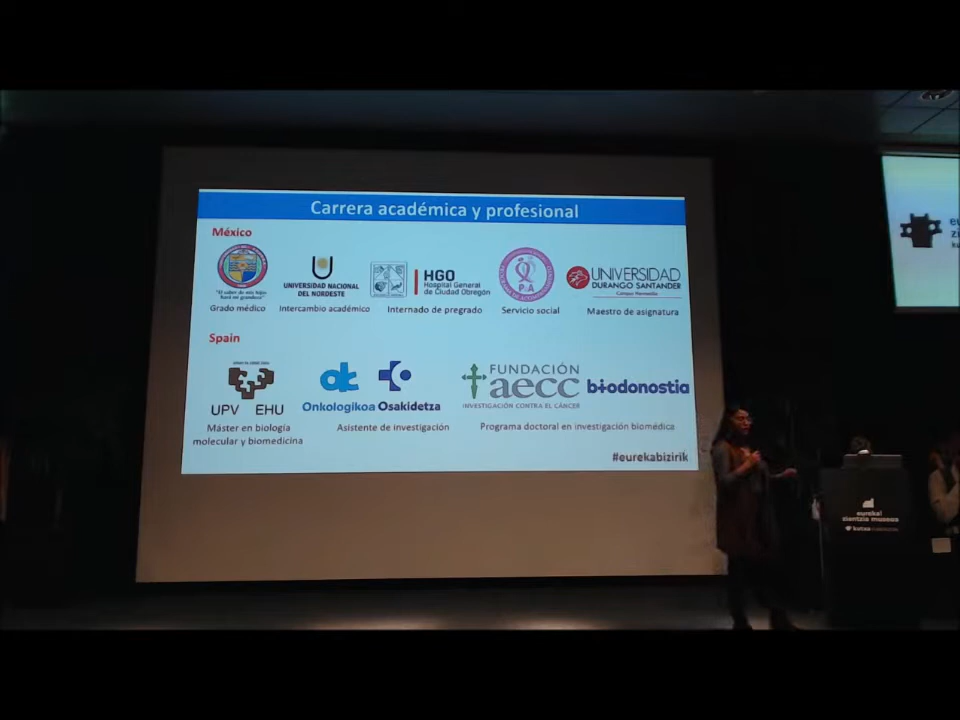 Carrera académica y profesional
México
"El saber de mis hijos
hará mi grandeza"
Grado médico
UNIVERSIDAD NACIONAL
DEL NORDESTE
Intercambio académico
HGO
Hospital General
de Ciudad Obregón
Internado de pregrado
Servicio social
UNIVERSIDAD
DURANGO SANTANDER
Maestro de asignatura
Spain
UPV EHU
Máster en biología
molecular y biomedicina
Onkologikoa Osakidetza
Asistente de investigación
FUNDACIÓN
aecc
INVESTIGACIÓN CONTRA EL CÁNCER
biodonostia
Programa doctoral en investigación biomédica
#eurekabizirik
eureka!
zientzia museoa
kutxa